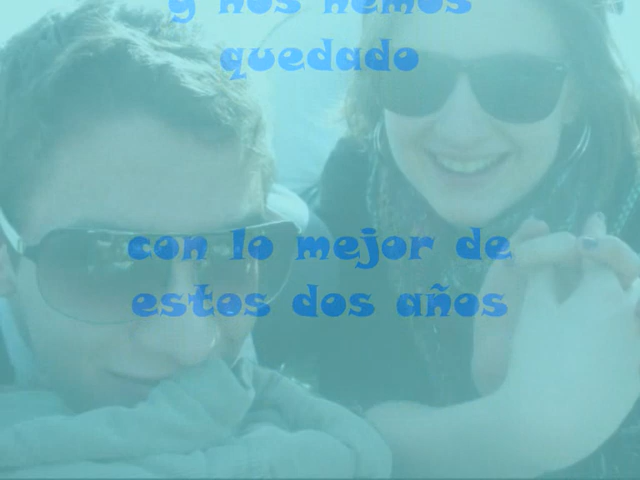 y nos hemos
quedado
con lo mejor de
estos dos años